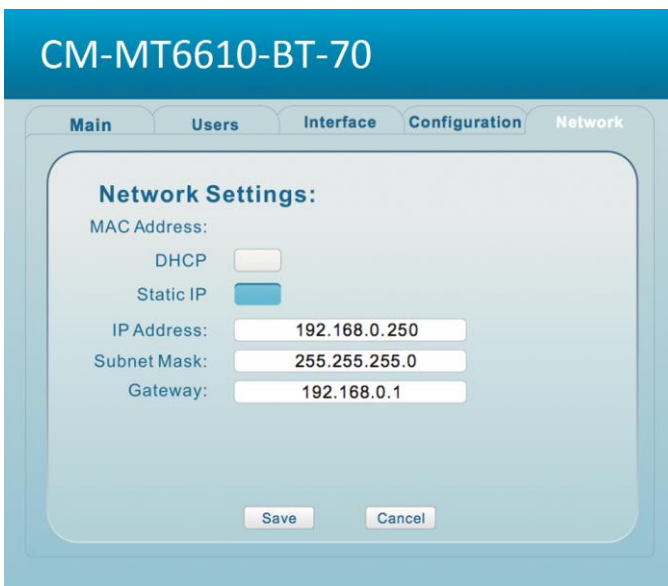 CM-MT6610-BT-70
Main Users Interface Configuration Network
Network Settings:
MAC Address:
DHCP
Static IP
IP Address: 192.168.0.250
Subnet Mask: 255.255.255.0
Gateway: 192.168.0.1
Save Cancel